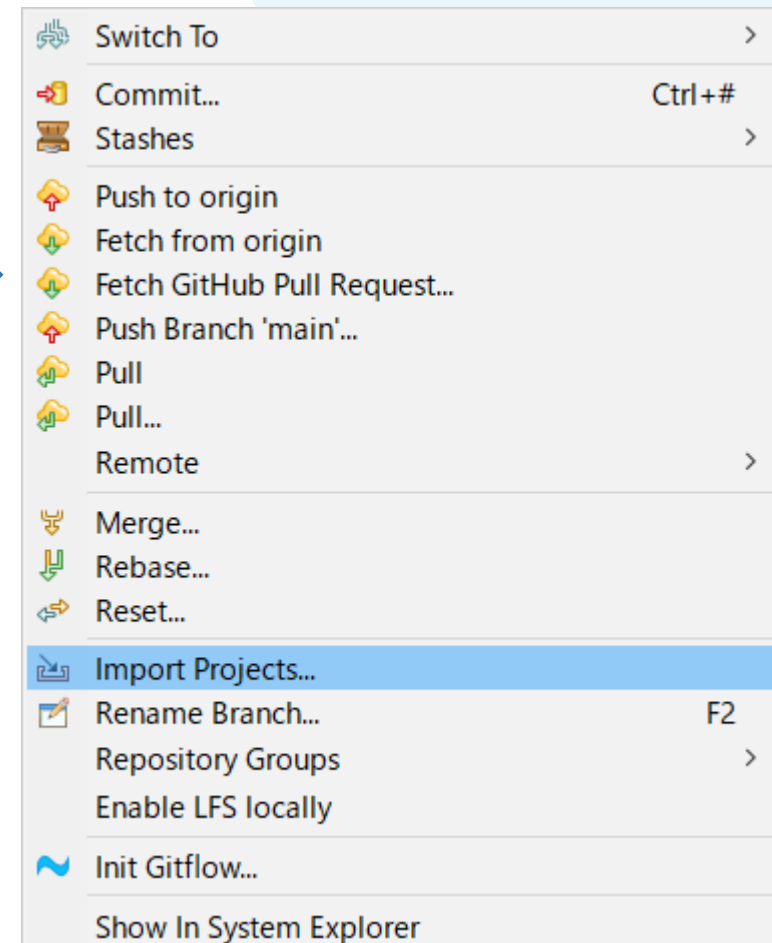 Switch To
Commit... Ctrl+#
Stashes
Push to origin
Fetch from origin
Fetch GitHub Pull Request...
Push Branch 'main'...
Pull
Pull...
Remote
Merge...
Rebase...
Reset...
Import Projects...
Rename Branch... F2
Repository Groups
Enable LFS locally
Init Gitflow...
Show In System Explorer